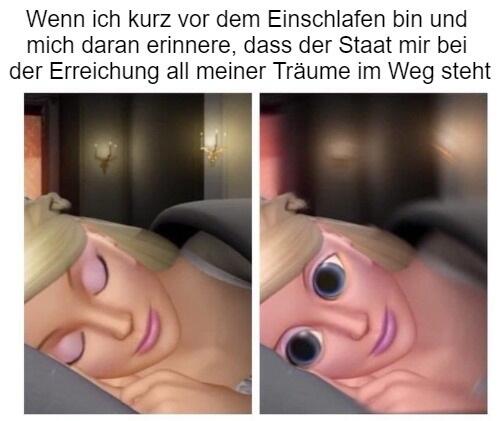 Wenn ich kurz vor dem Einschlafen bin und
mich daran erinnere, dass der Staat mir bei
der Erreichung all meiner Träume im Weg steht